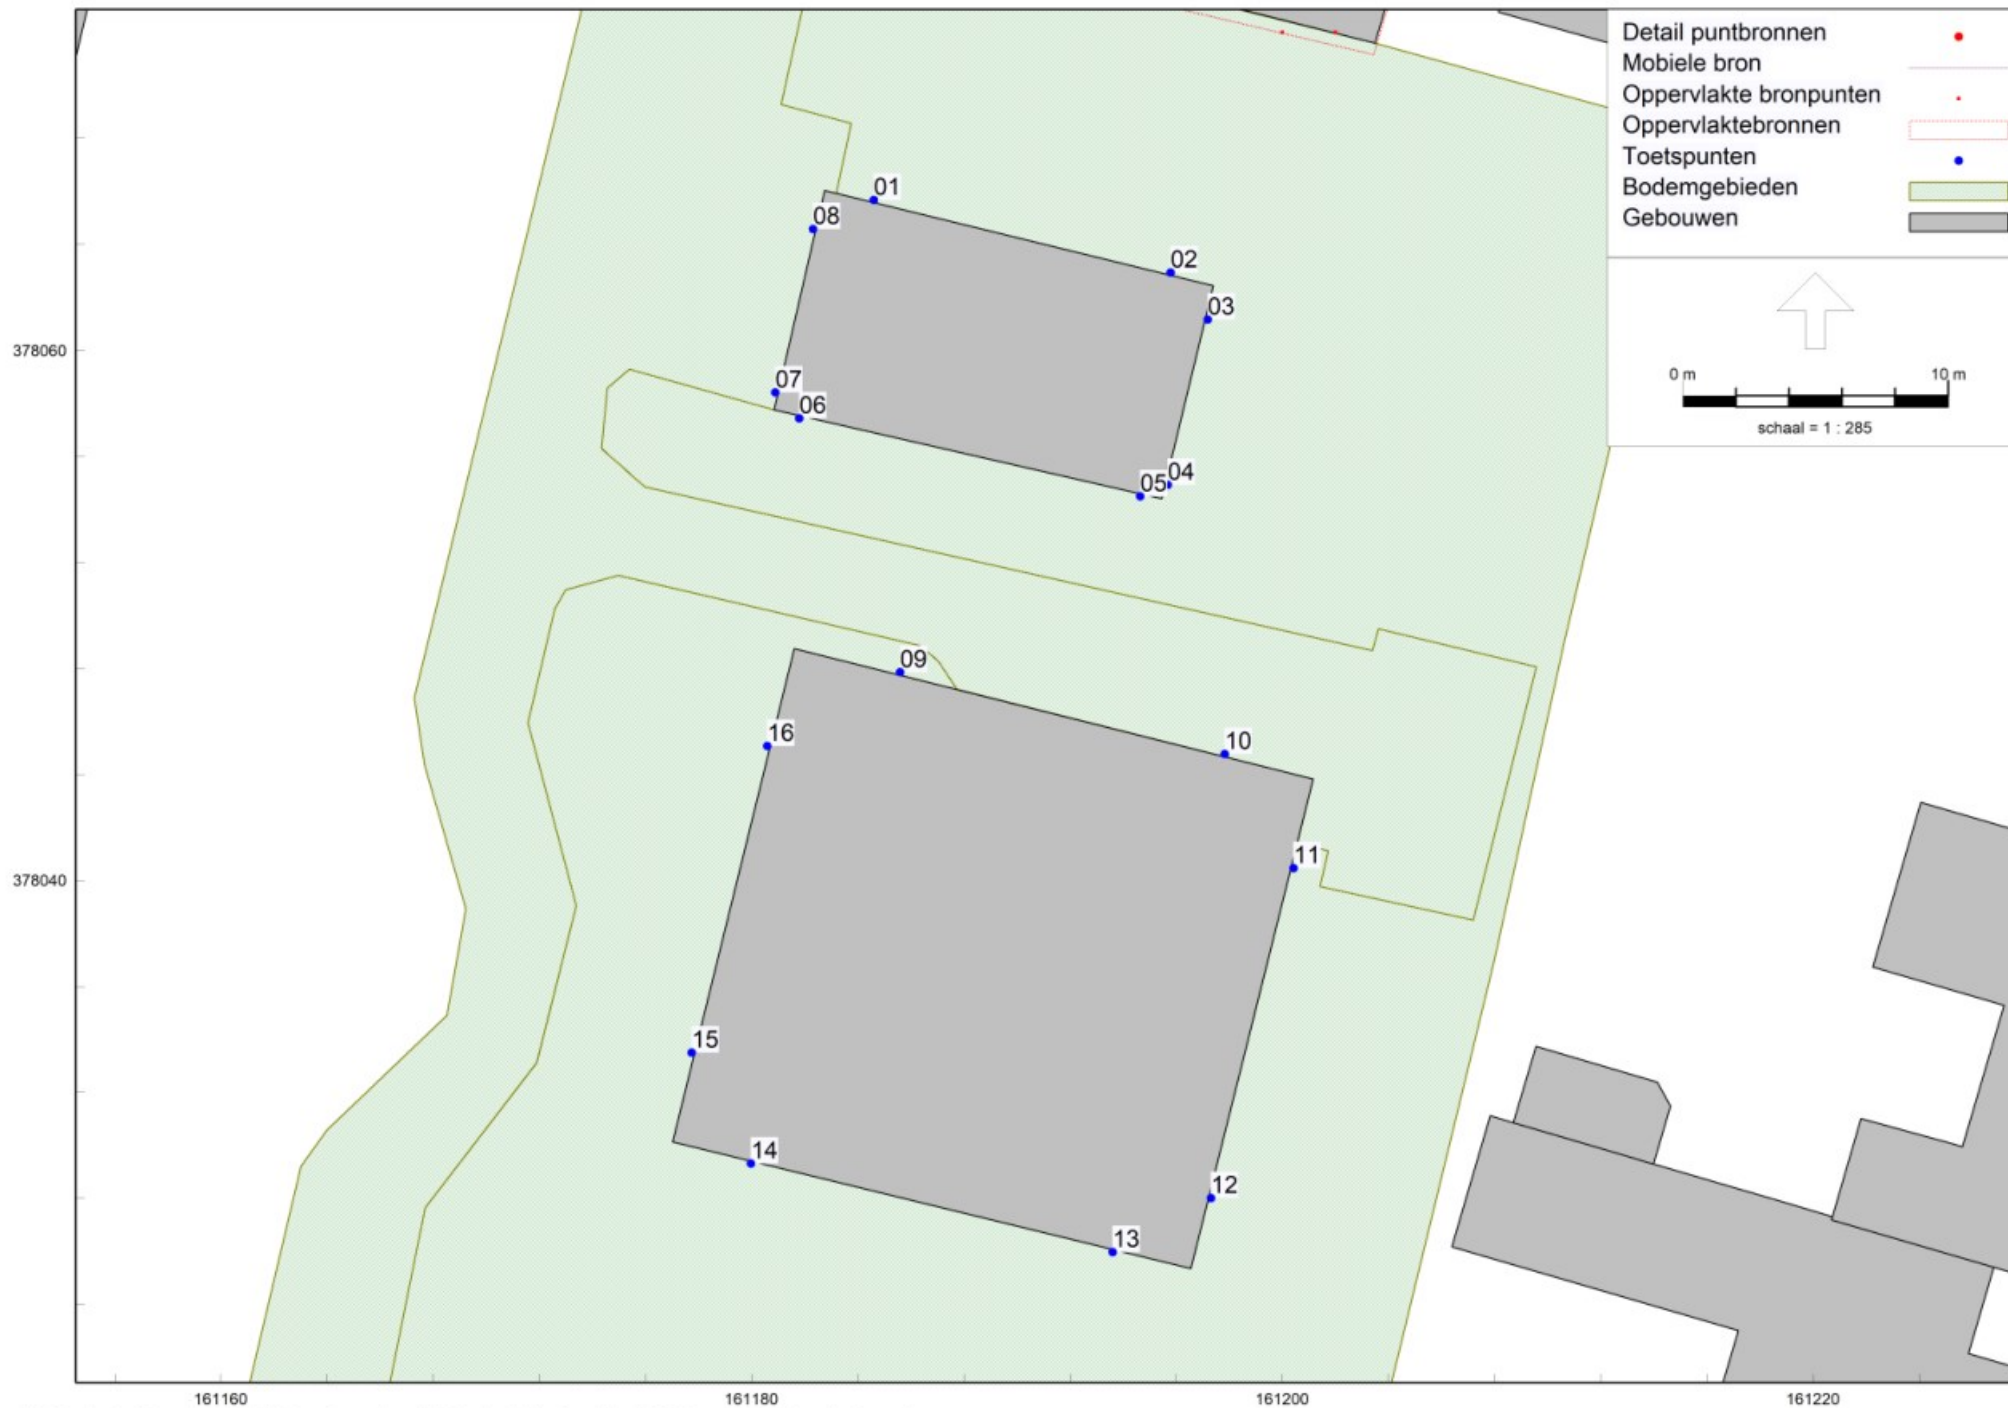 Detail puntbronnen
Mobiele bron
Oppervlakte bronpunten
Oppervlaktebronnen
Toetspunten
Bodemgebieden
Gebouwen
0 m 10 m
schaal = 1 : 285
01
08
02
03
378060
07
06
04
05
09
16
10
11
378040
15
14
12
13
161160 161180 161200 161220